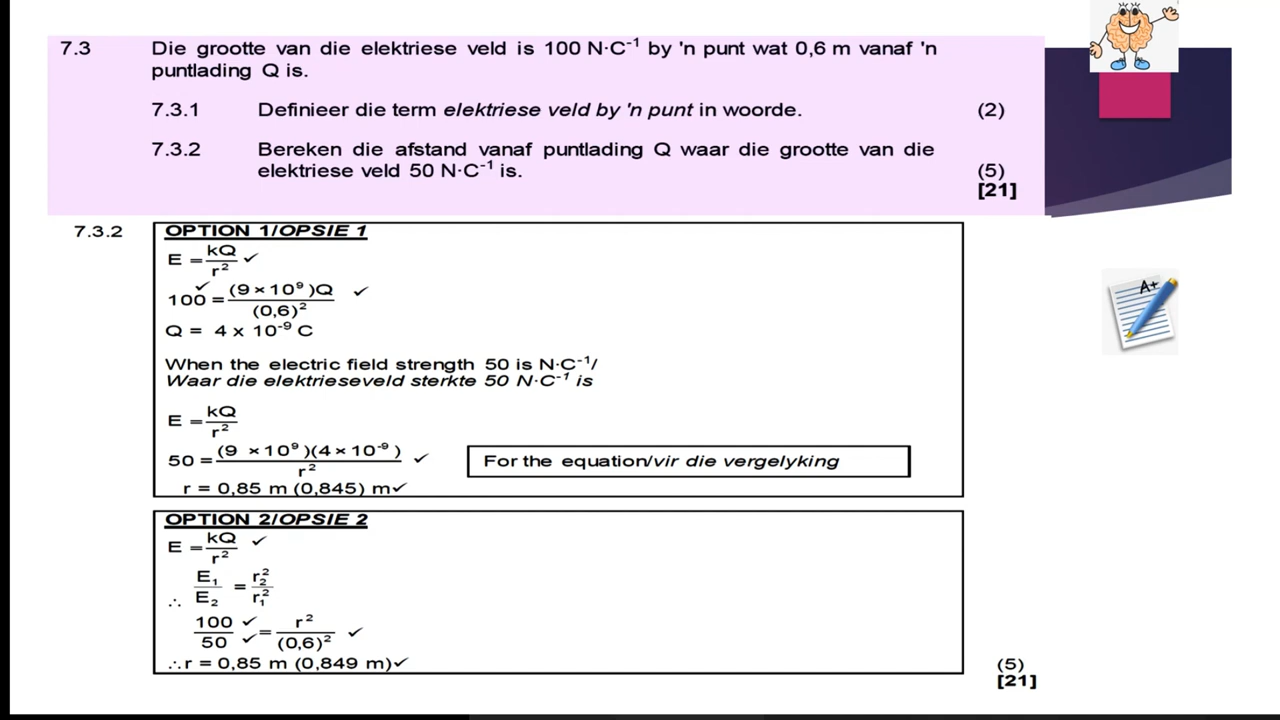 7.3 Die grootte van die elektriese veld is 100 N·C⁻¹ by 'n punt wat 0,6 m vanaf 'n
puntlading Q is.
7.3.1 Definieer die term elektriese veld by 'n punt in woorde. (2)
7.3.2 Bereken die afstand vanaf puntlading Q waar die grootte van die
elektriese veld 50 N·C⁻¹ is. (5)
[21]
7.3.2 OPTION 1/OPSIE 1
E = kQ/r² ✓
✓
100 = (9 × 10⁹)Q/(0,6)² ✓
Q = 4 x 10⁻⁹ C
When the electric field strength 50 is N·C⁻¹/
Waar die elektrieseveld sterkte 50 N·C⁻¹ is
E = kQ/r²
50 = (9 × 10⁹)(4 × 10⁻⁹)/r² ✓ For the equation/vir die vergelyking
r = 0,85 m (0,845) m✓
OPTION 2/OPSIE 2
E = kQ/r² ✓
∴ E₁/E₂ = r₂²/r₁²
100 ✓/50 ✓ = r²/(0,6)² ✓
∴r = 0,85 m (0,849 m)✓ (5)
[21]
A+